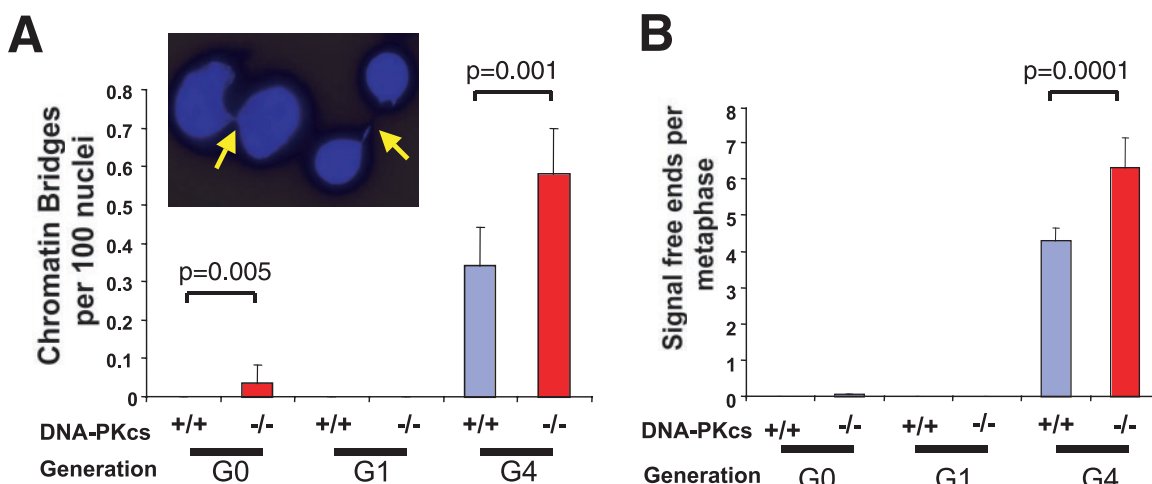 A
Chromatin Bridges
per 100 nuclei
0.8
0.7
0.6
0.5
0.4
0.3
0.2
0.1
0
p=0.005
p=0.001
DNA-PKcs +/+ -/- +/+ -/- +/+ -/-
Generation G0 G1 G4
B
Signal free ends per
metaphase
8
7
6
5
4
3
2
1
0
p=0.0001
DNA-PKcs +/+ -/- +/+ -/- +/+ -/-
Generation G0 G1 G4